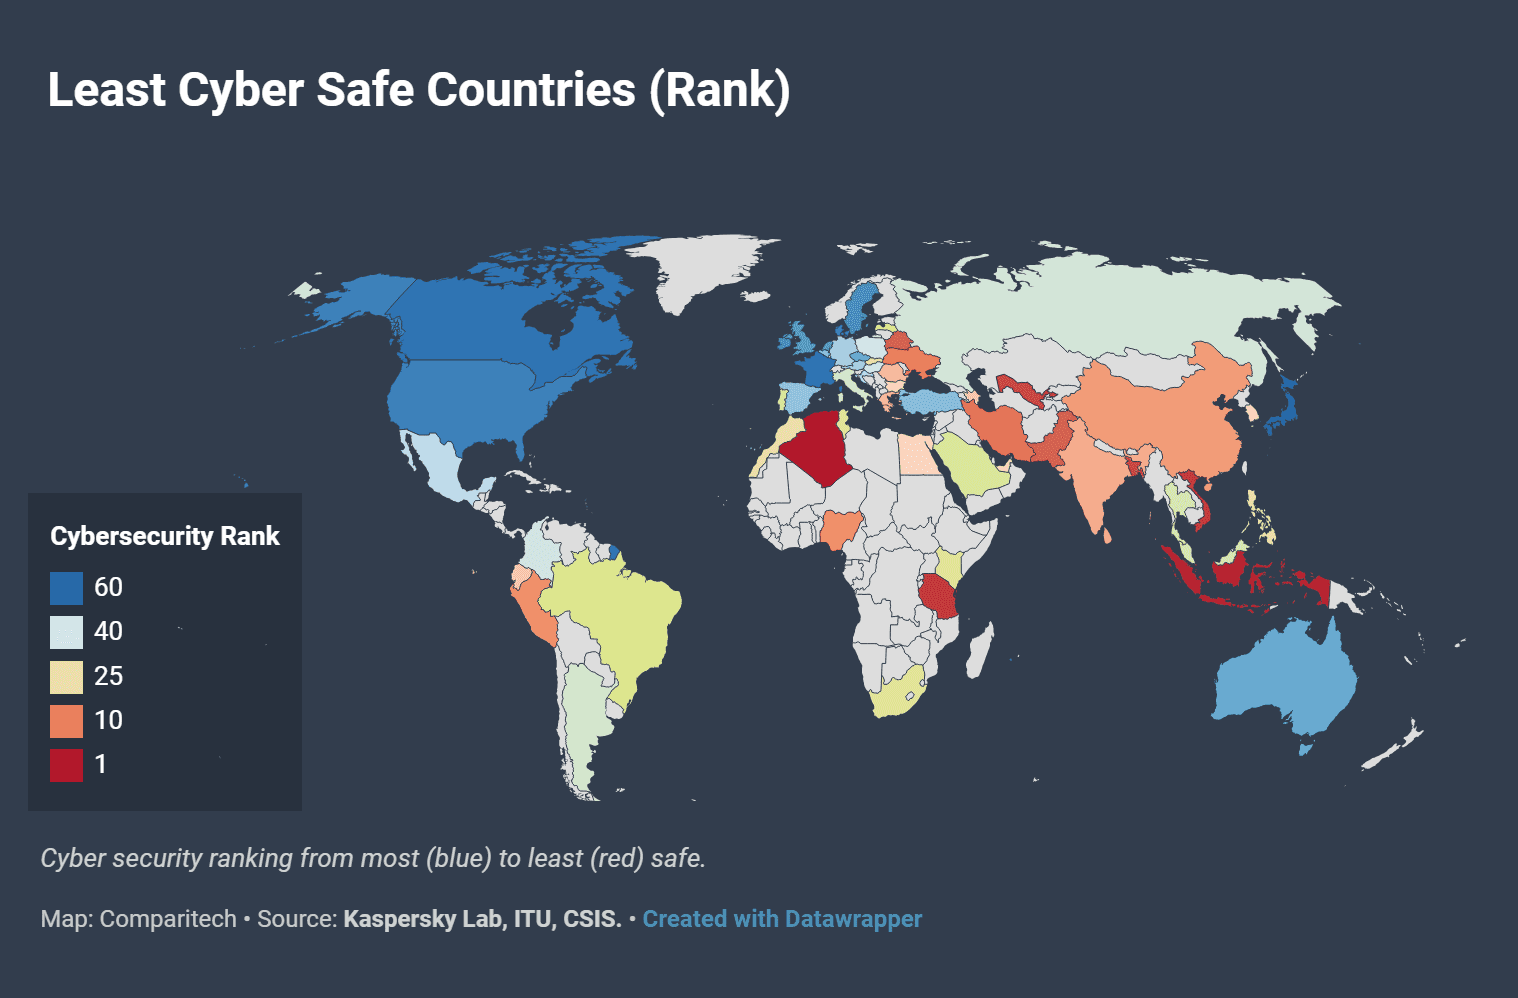 Least Cyber Safe Countries (Rank)
Cybersecurity Rank
60
40
25
10
1
Cyber security ranking from most (blue) to least (red) safe.
Map: Comparitech • Source: Kaspersky Lab, ITU, CSIS. • Created with Datawrapper